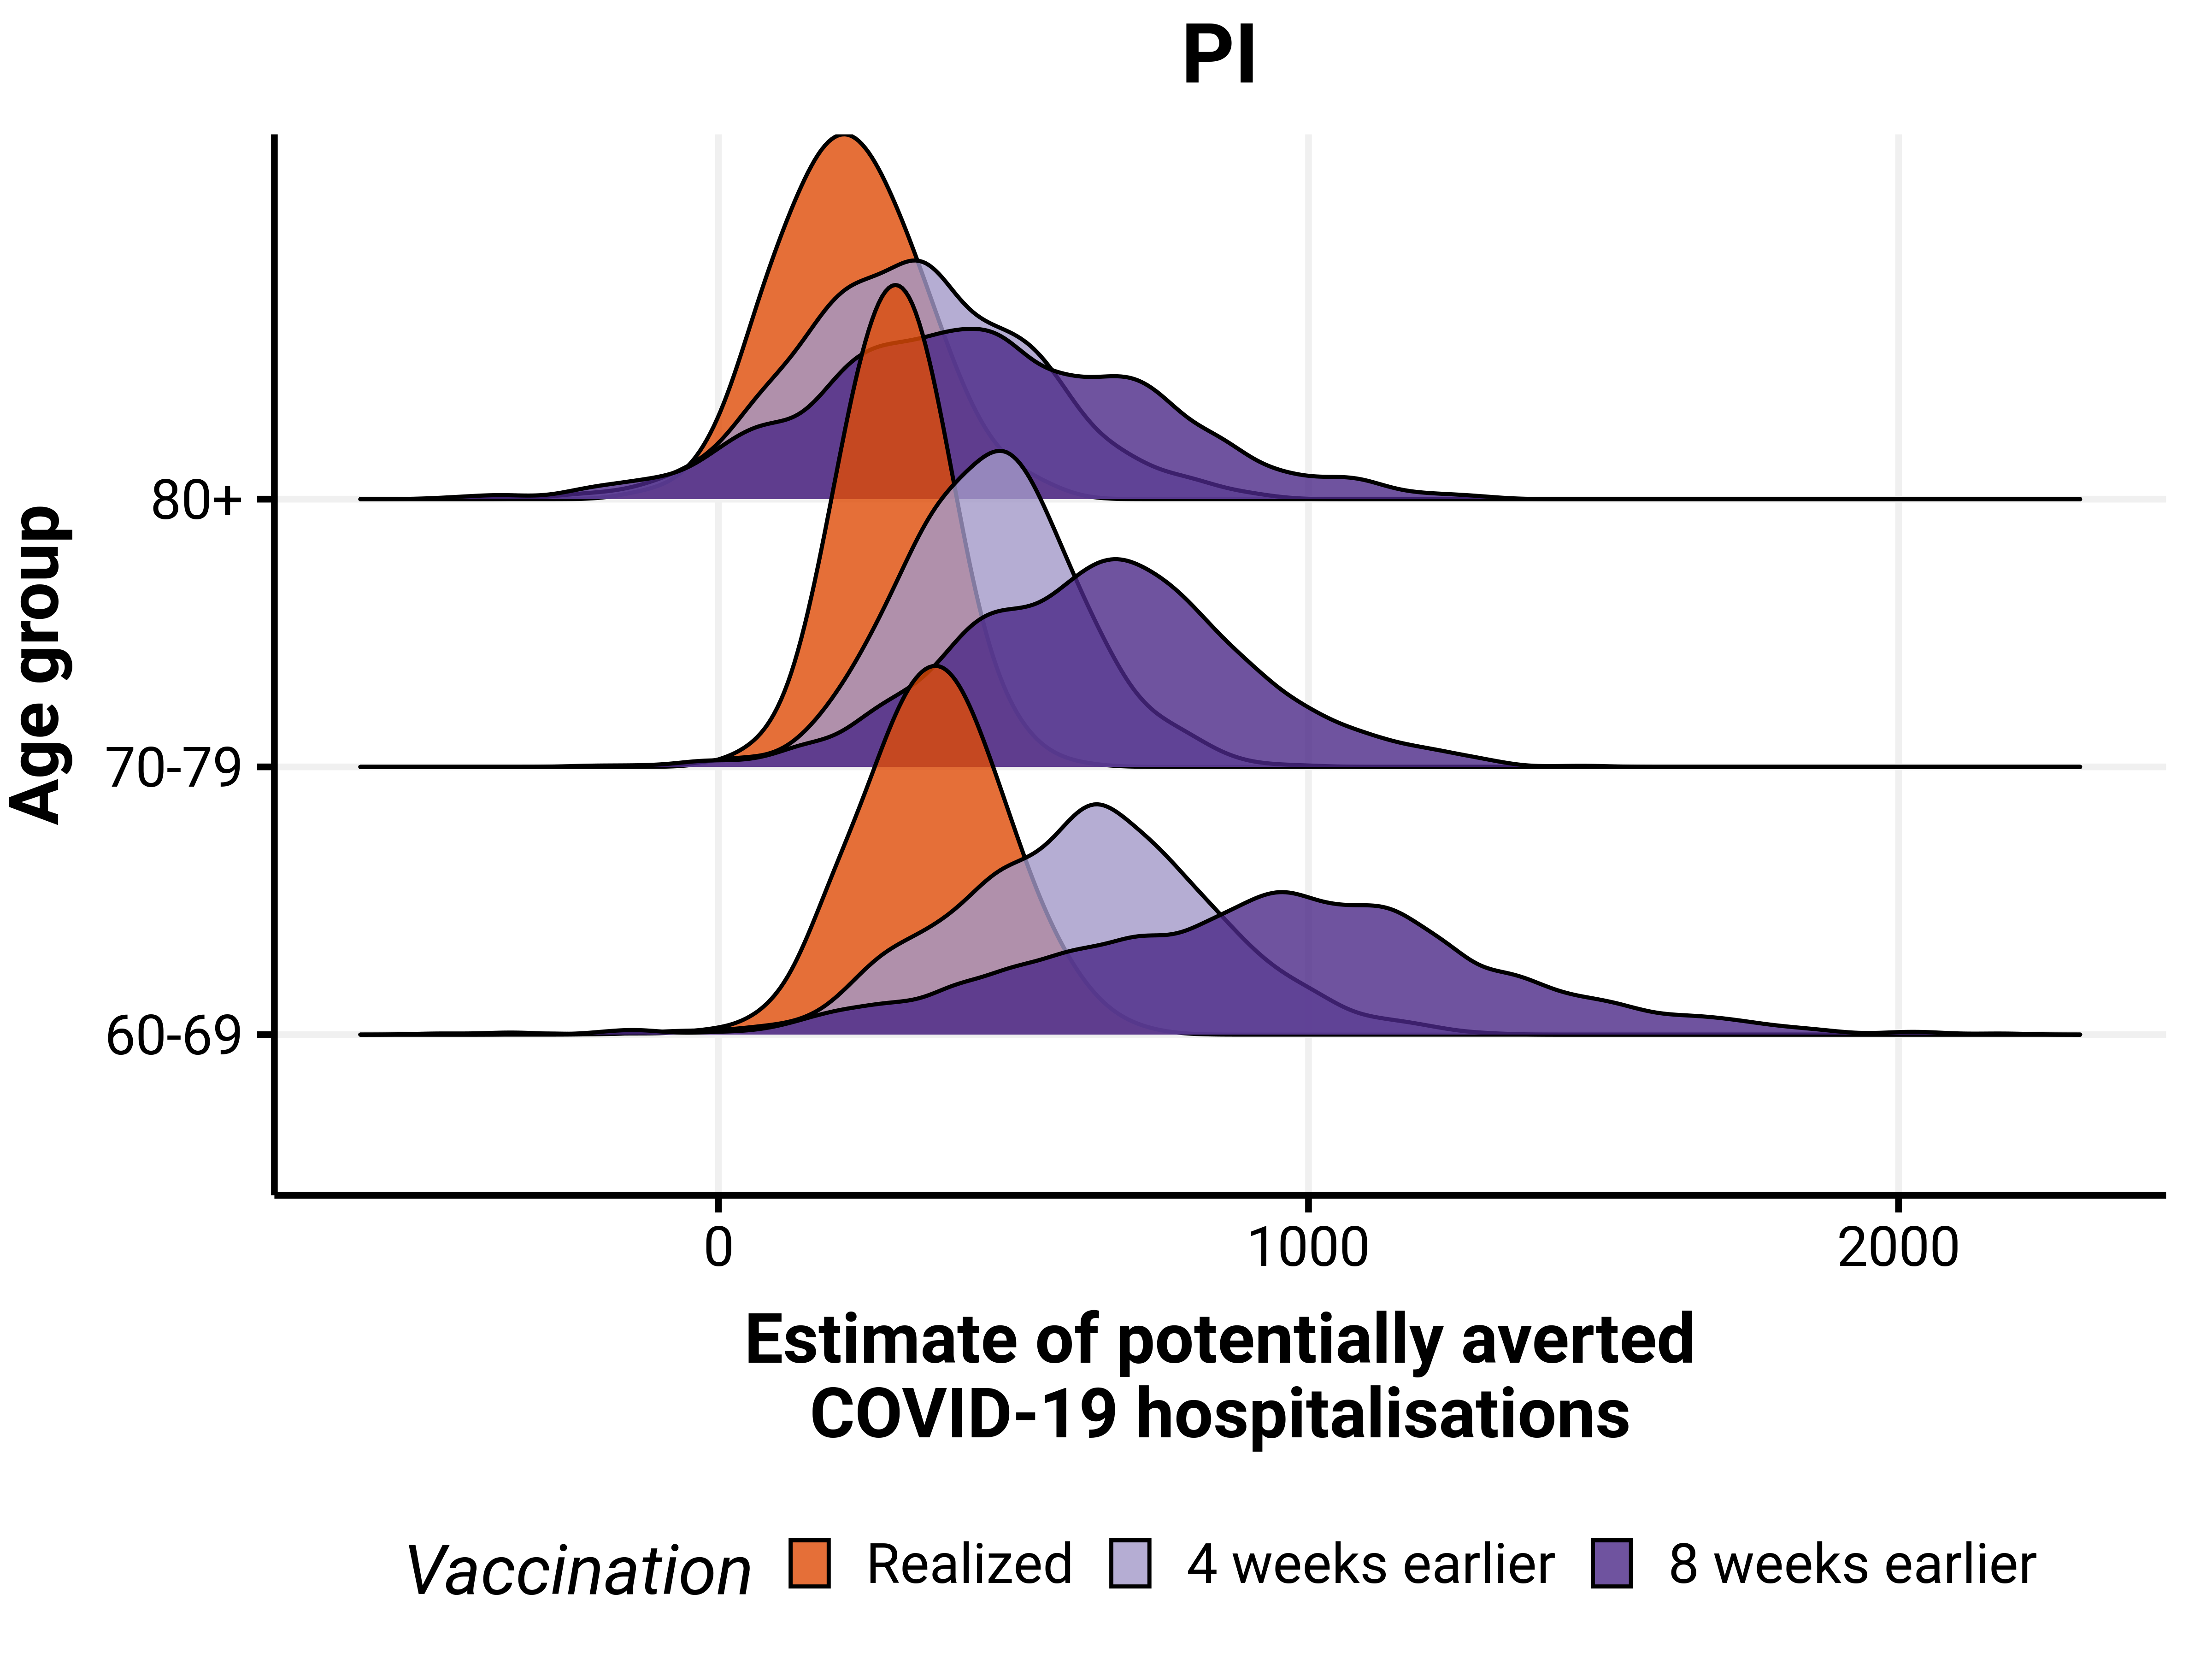 PI
Age group
80+
70-79
60-69
0 1000 2000
Estimate of potentially averted
COVID-19 hospitalisations
Vaccination Realized 4 weeks earlier 8 weeks earlier